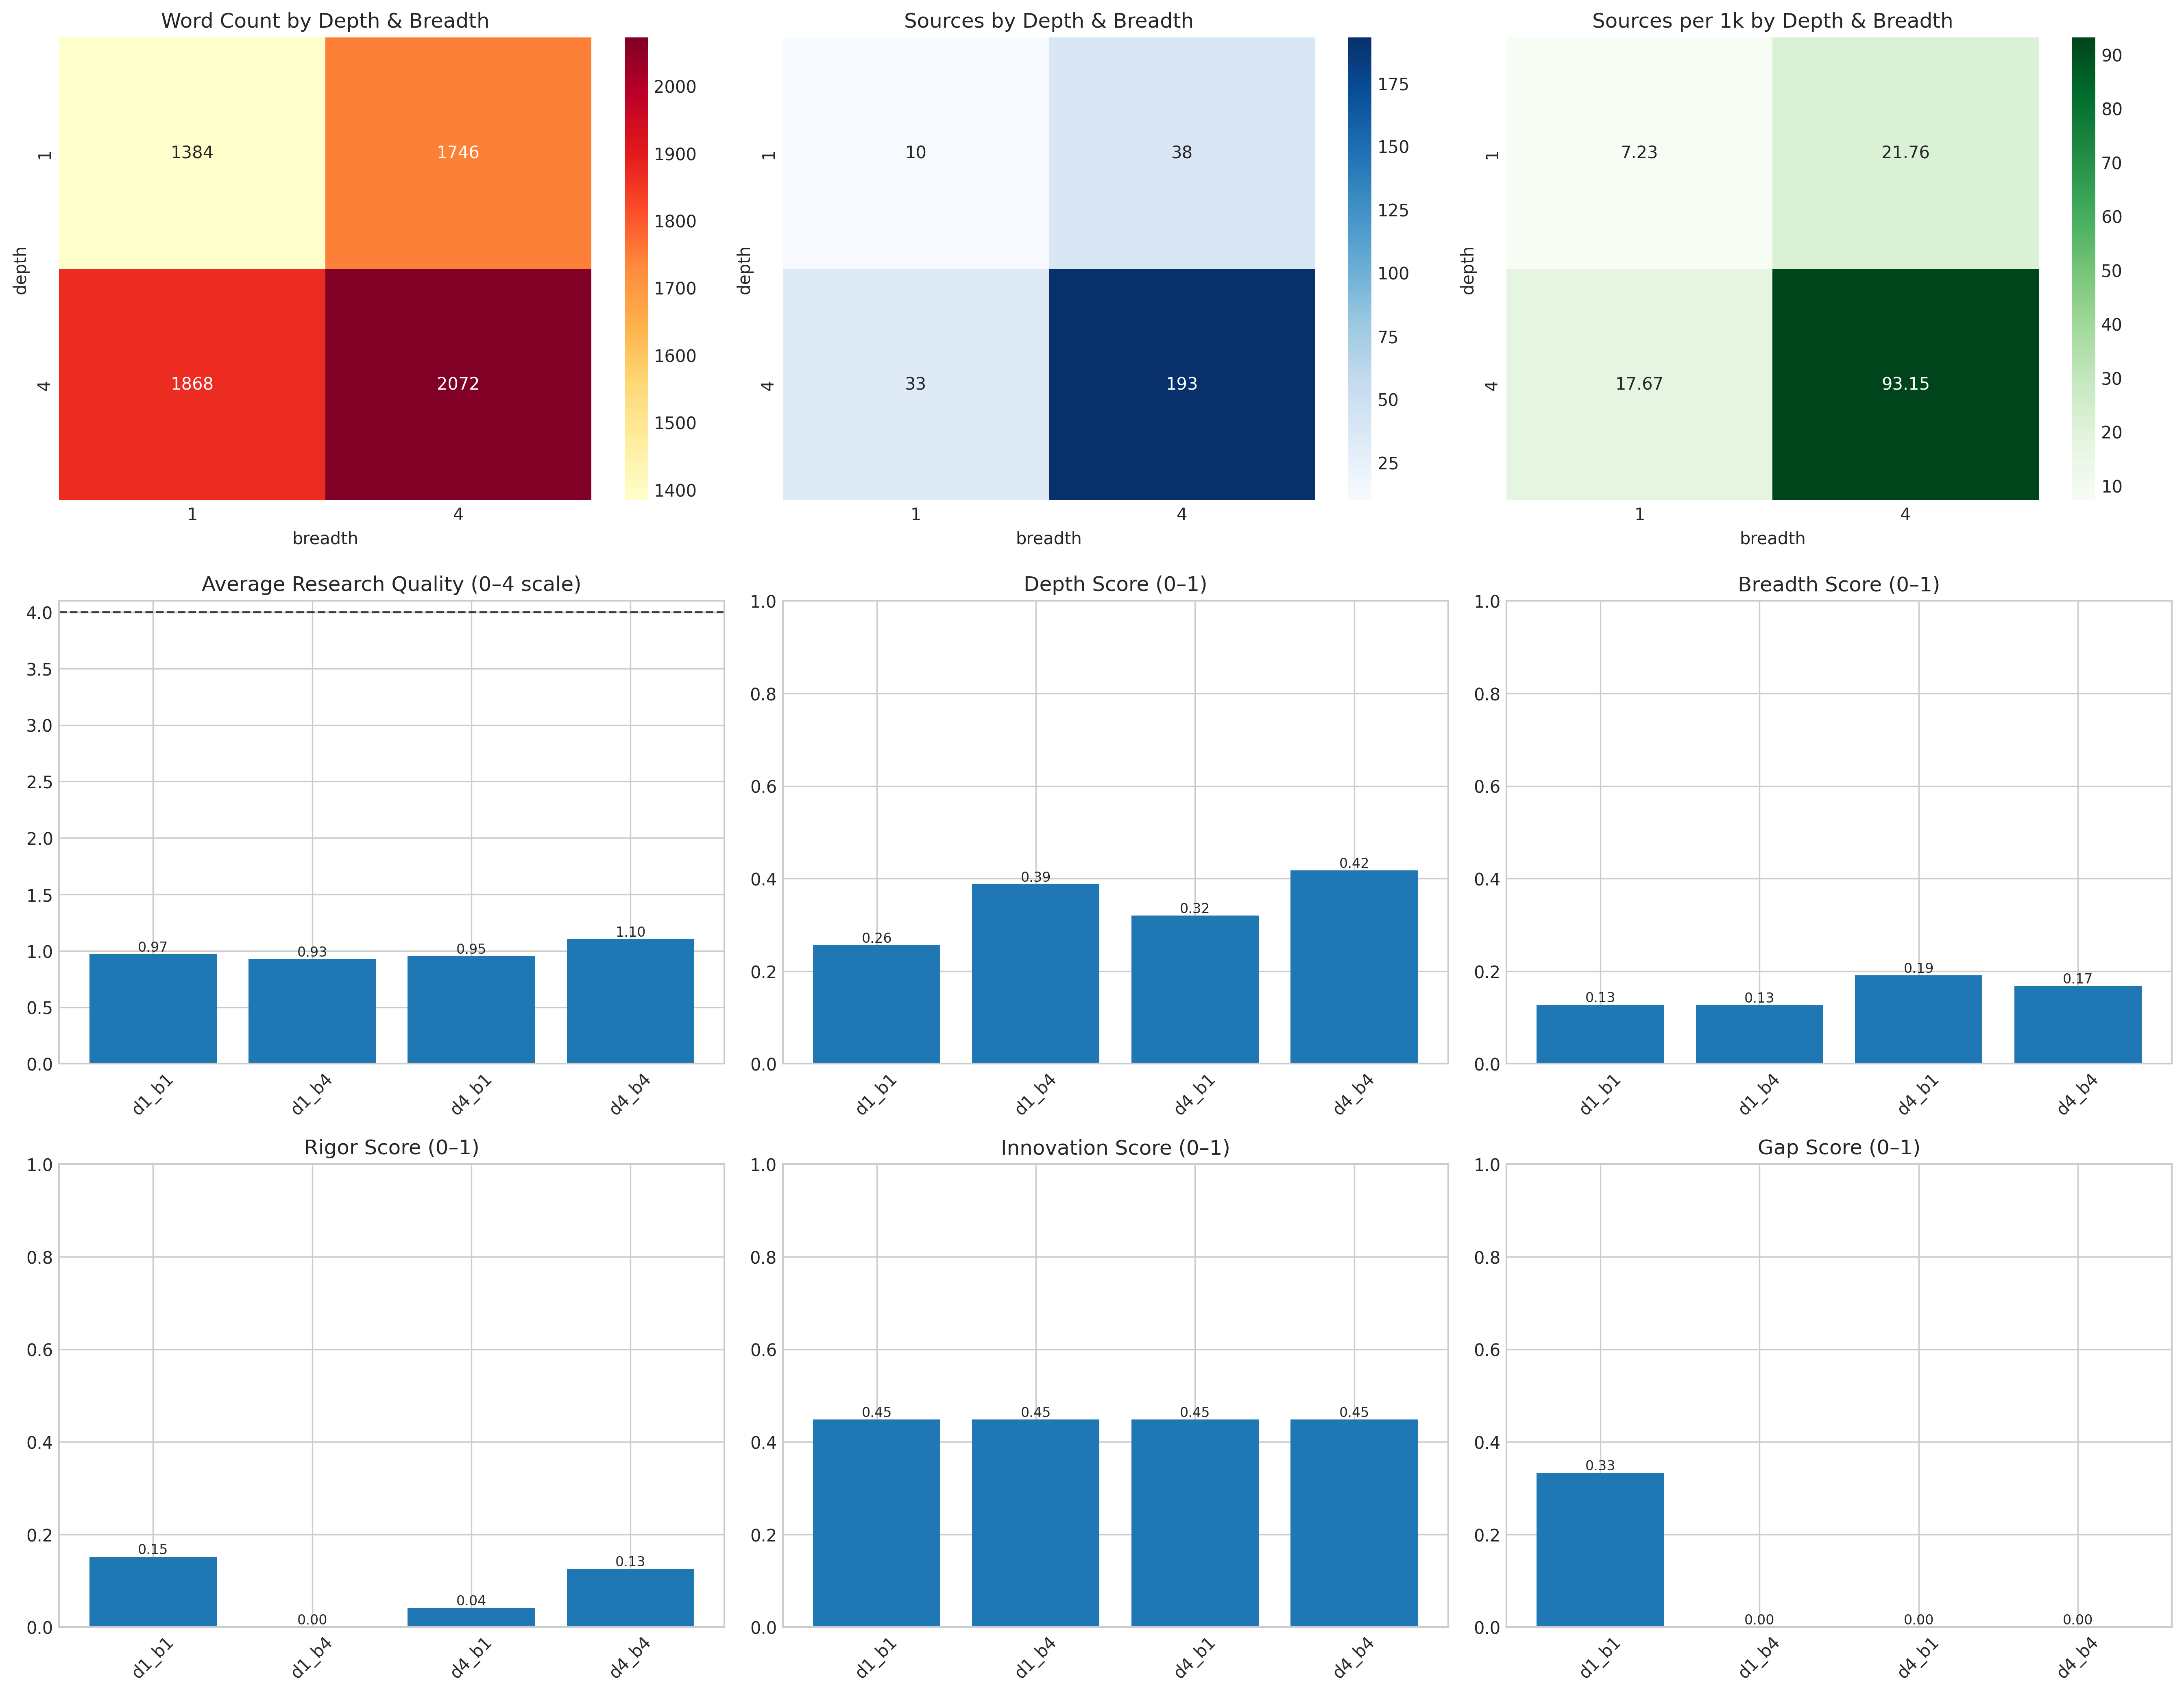 Word Count by Depth & Breadth
1384 1746
1868 2072
1
4
depth
1 4
breadth
2000
1900
1800
1700
1600
1500
1400
Sources by Depth & Breadth
10 38
33 193
1
4
depth
1 4
breadth
175
150
125
100
75
50
25
Sources per 1k by Depth & Breadth
7.23 21.76
17.67 93.15
1
4
depth
1 4
breadth
90
80
70
60
50
40
30
20
10
Average Research Quality (0–4 scale)
4.0
3.5
3.0
2.5
2.0
1.5
1.0
0.5
0.0
0.97 0.93 0.95 1.10
d1_b1 d1_b4 d4_b1 d4_b4
Depth Score (0–1)
1.0
0.8
0.6
0.4
0.2
0.0
0.26 0.39 0.32 0.42
d1_b1 d1_b4 d4_b1 d4_b4
Breadth Score (0–1)
1.0
0.8
0.6
0.4
0.2
0.0
0.13 0.13 0.19 0.17
d1_b1 d1_b4 d4_b1 d4_b4
Rigor Score (0–1)
1.0
0.8
0.6
0.4
0.2
0.0
0.15 0.00 0.04 0.13
d1_b1 d1_b4 d4_b1 d4_b4
Innovation Score (0–1)
1.0
0.8
0.6
0.4
0.2
0.0
0.45 0.45 0.45 0.45
d1_b1 d1_b4 d4_b1 d4_b4
Gap Score (0–1)
1.0
0.8
0.6
0.4
0.2
0.0
0.33 0.00 0.00 0.00
d1_b1 d1_b4 d4_b1 d4_b4